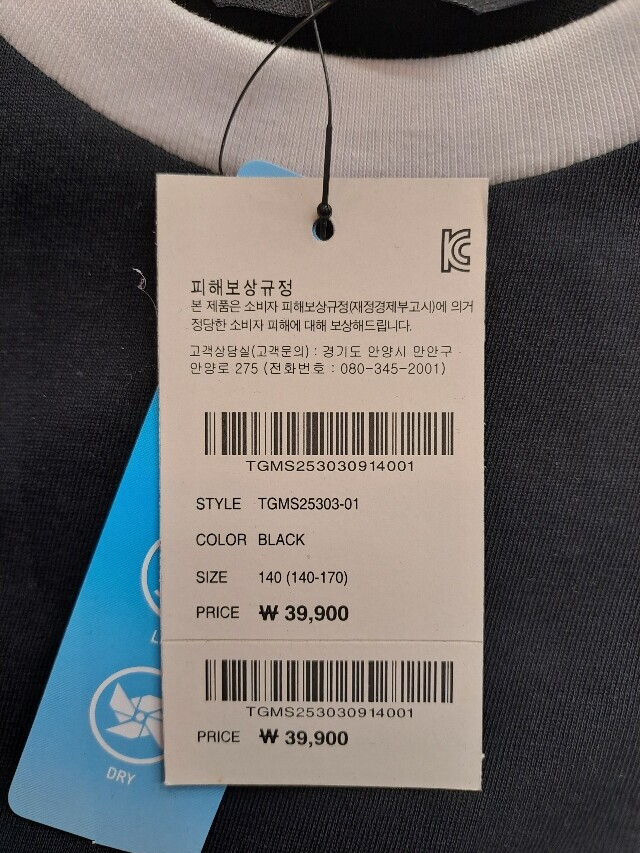 피해보상규정
본 제품은 소비자 피해보상규정(재정경제부고시)에 의거
정당한 소비자 피해에 대해 보상해드립니다.
고객상담실(고객문의) : 경기도 안양시 만안구
안양로 275 (전화번호 : 080-345-2001)
TGMS253030914001
STYLE TGMS25303-01
COLOR BLACK
SIZE 140 (140-170)
PRICE ₩ 39,900
TGMS253030914001
PRICE ₩ 39,900
DRY